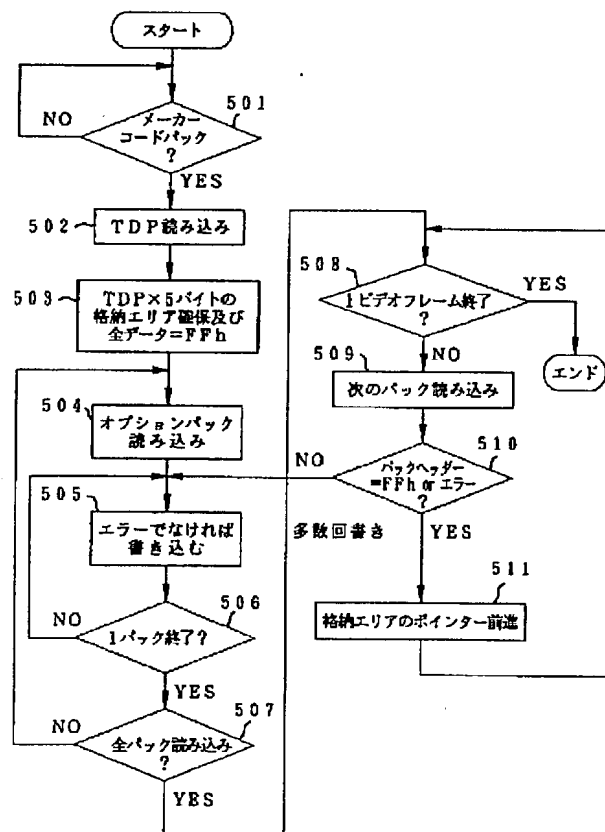 スタート
501
メーカー
コードパック
?
NO
YES
502
TDP読み込み
503
TDP×5バイトの
格納エリア確保及び
全データ=FFh
504
オプションパック
読み込み
505
エラーでなければ
書き込む
506
1パック終了?
NO
YES
507
全パック読み込み
?
NO
YES
508
1ビデオフレーム終了
?
YES
エンド
NO
509
次のパック読み込み
510
パックヘッダー
=FFh or エラー
?
NO
多数回書き
YES
511
格納エリアのポインター前進